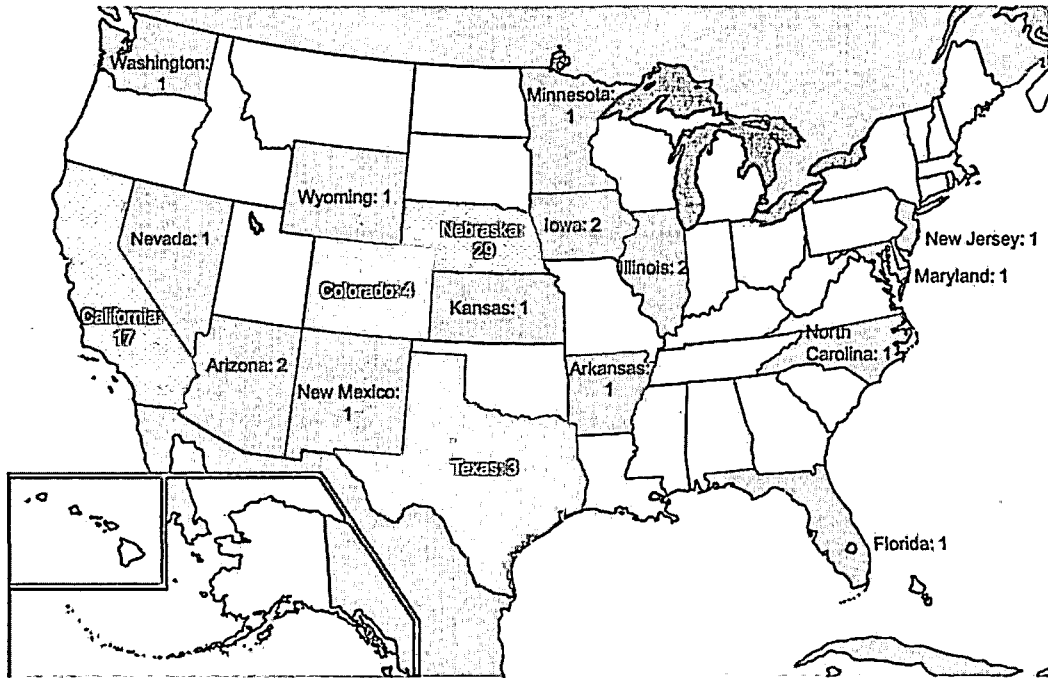 Washington:
1
Minnesota:
1
Wyoming: 1
Nebraska:
29
Iowa: 2
Nevada: 1
Illinois: 2
New Jersey: 1
Maryland: 1
Colorado: 4
Kansas: 1
California:
17
North
Carolina: 1
Arizona: 2
Arkansas:
1
New Mexico:
1
Texas: 3
Florida: 1